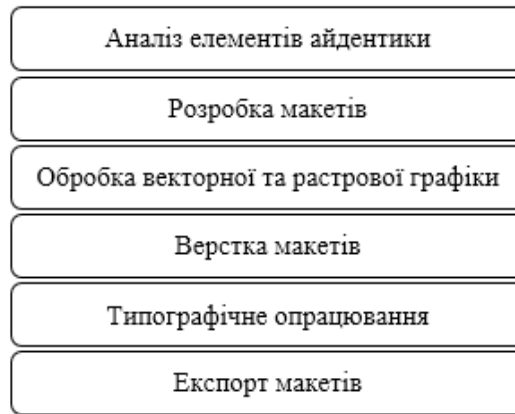 Аналіз елементів айдентики
Розробка макетів
Обробка векторної та растрової графіки
Верстка макетів
Типографічне опрацювання
Експорт макетів